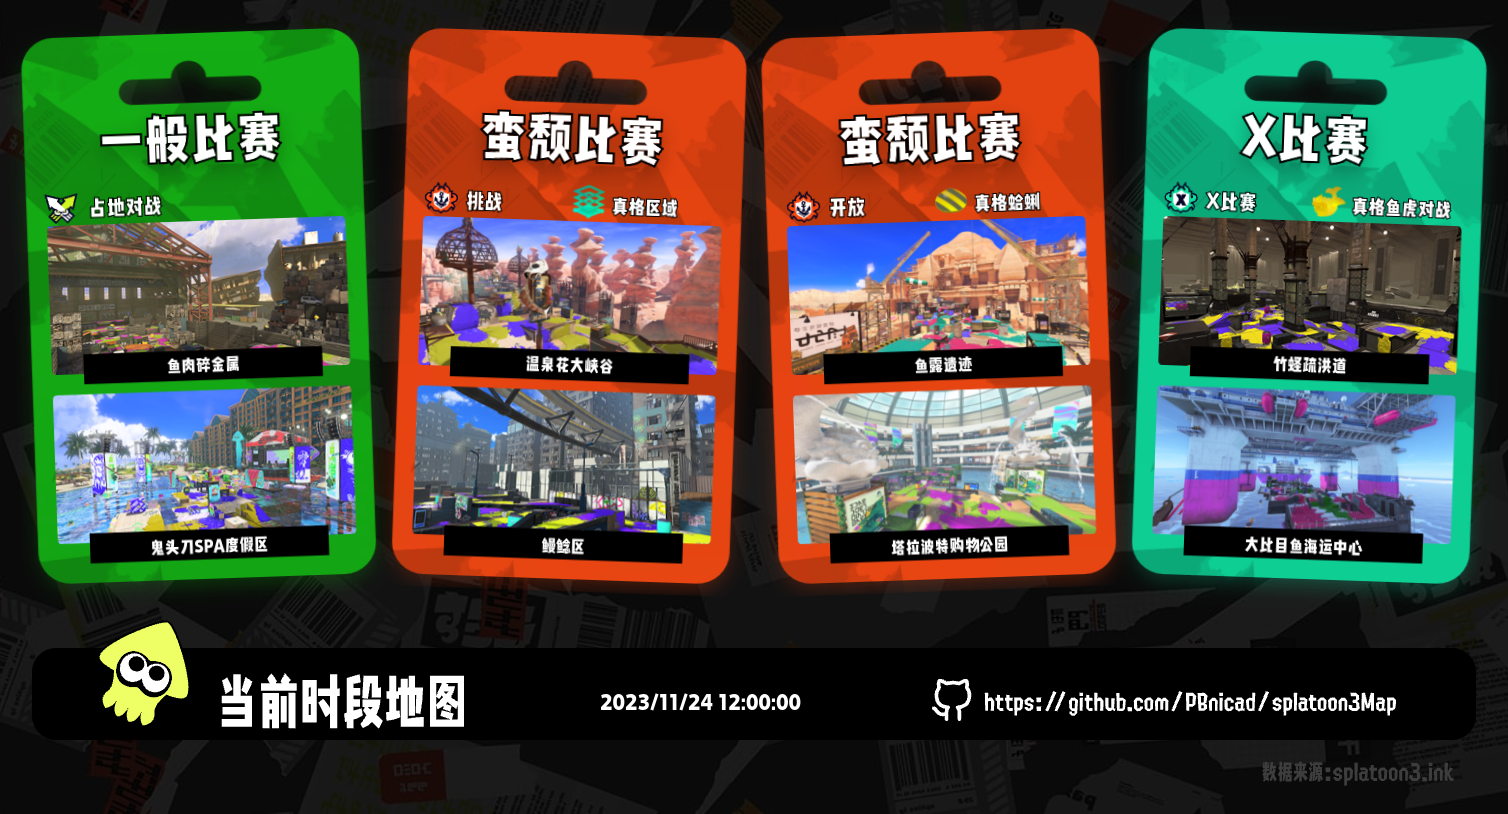 一般比赛
占地对战
鱼肉碎金属
鬼头刀SPA度假区
蛮颓比赛
挑战
真格区域
温泉花大峡谷
鳗鲶区
蛮颓比赛
开放
真格蛤蜊
鱼露遗迹
塔拉波特购物公园
X比赛
X比赛
真格鱼虎对战
竹蛏疏洪道
大比目鱼海运中心
当前时段地图
2023/11/24 12:00:00
https://github.com/PBnicad/splatoon3Map
数据来源:splatoon3.ink